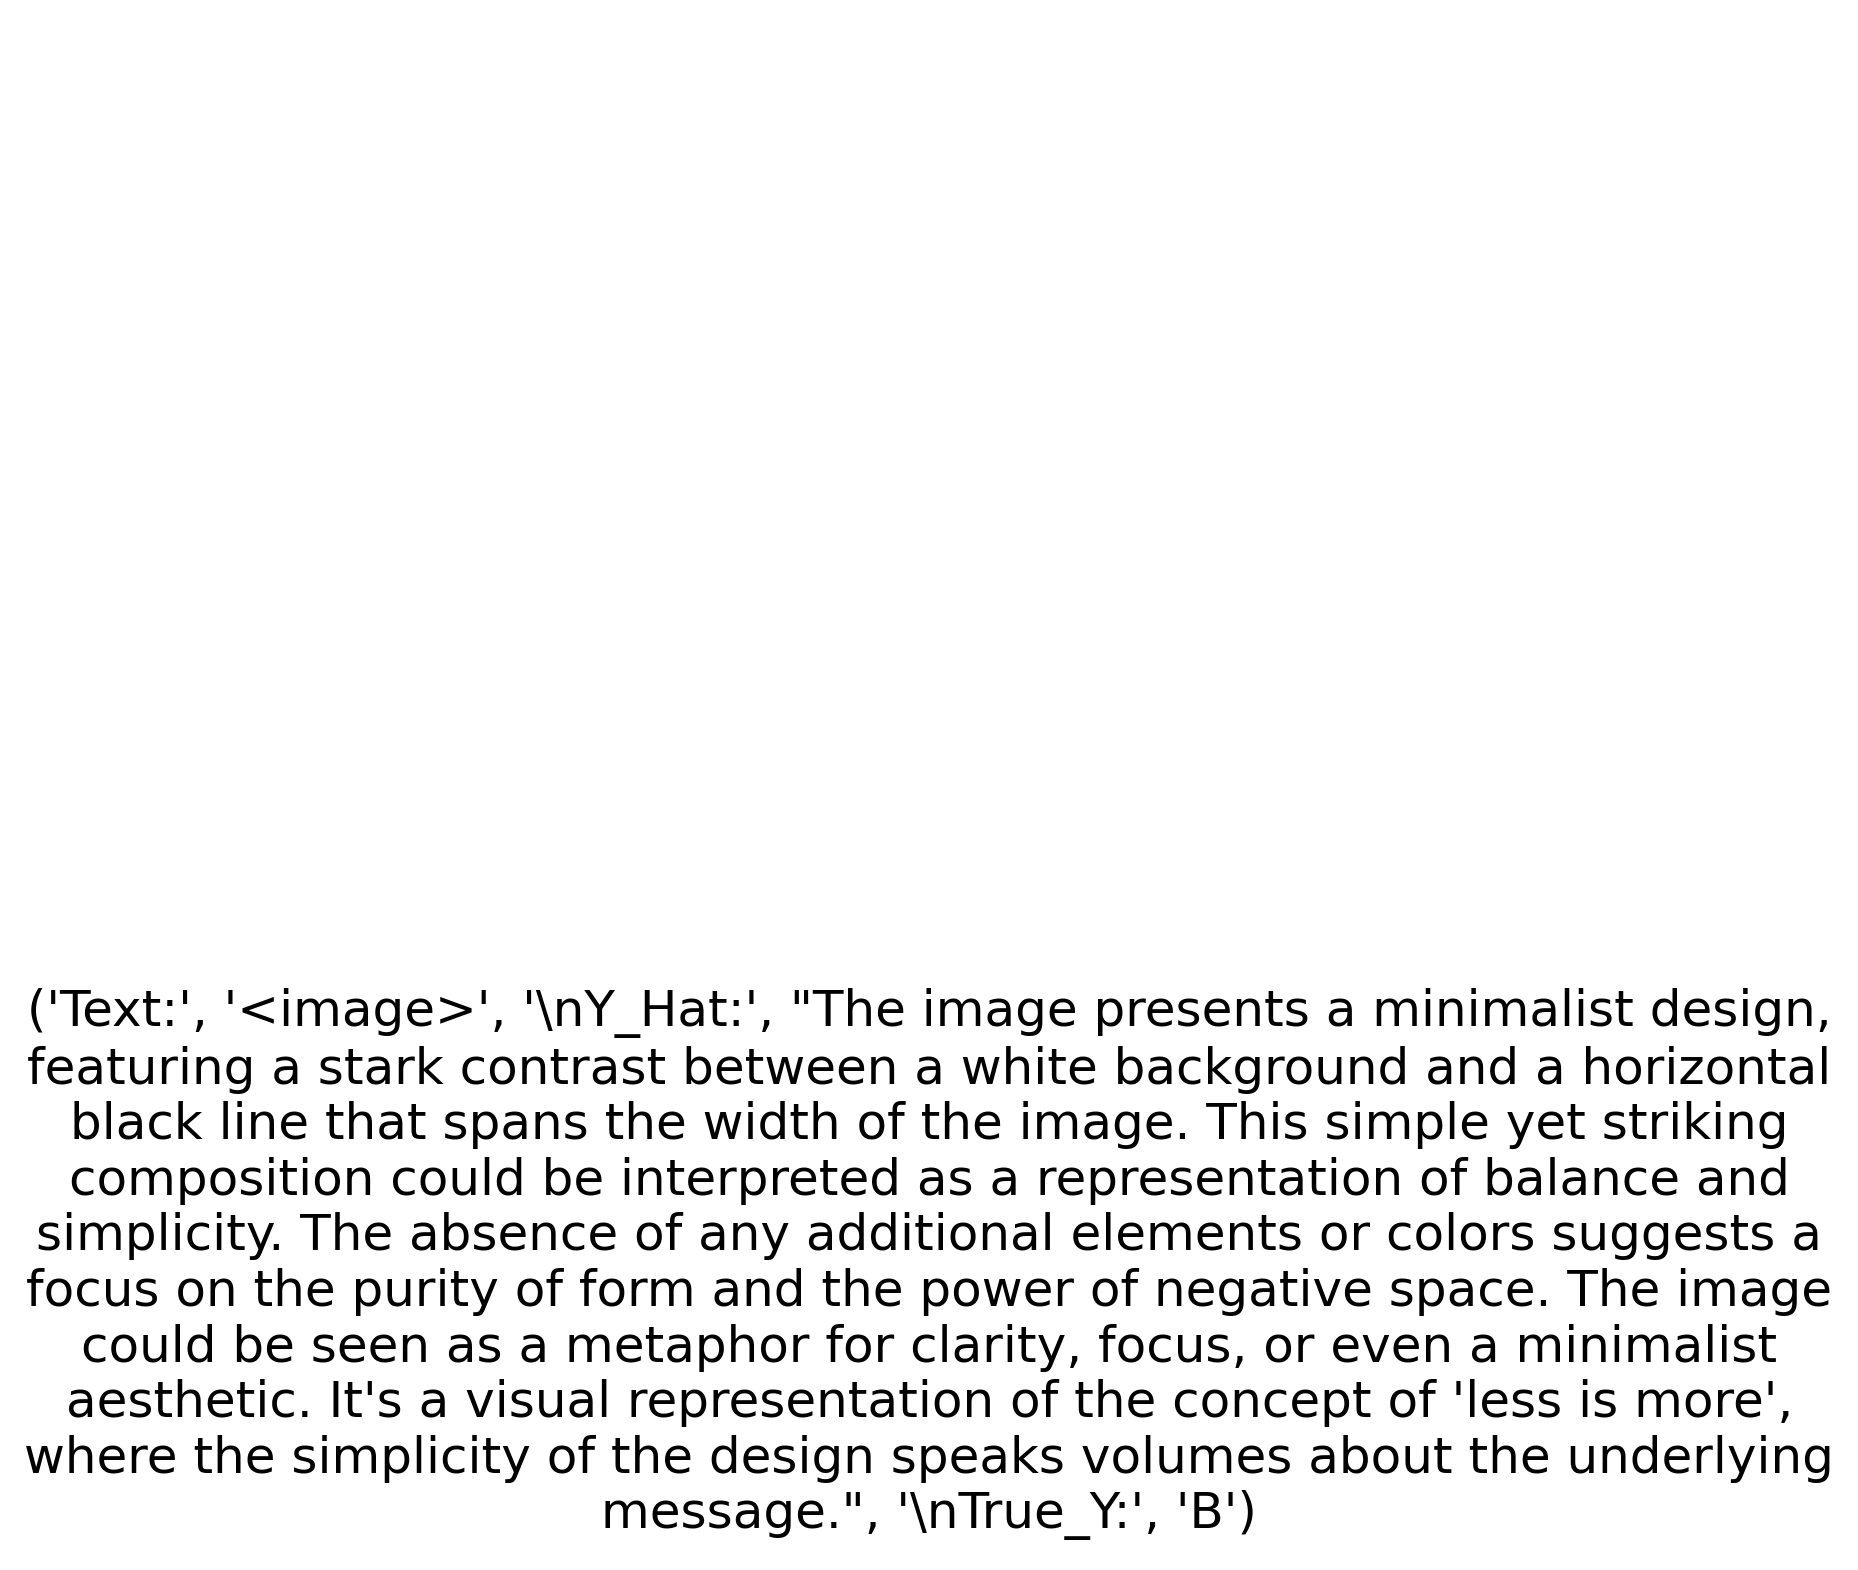 ('Text:', '<image>', '\nY_Hat:', "The image presents a minimalist design,
featuring a stark contrast between a white background and a horizontal
black line that spans the width of the image. This simple yet striking
composition could be interpreted as a representation of balance and
simplicity. The absence of any additional elements or colors suggests a
focus on the purity of form and the power of negative space. The image
could be seen as a metaphor for clarity, focus, or even a minimalist
aesthetic. It's a visual representation of the concept of 'less is more',
where the simplicity of the design speaks volumes about the underlying
message.", '\nTrue_Y:', 'B')